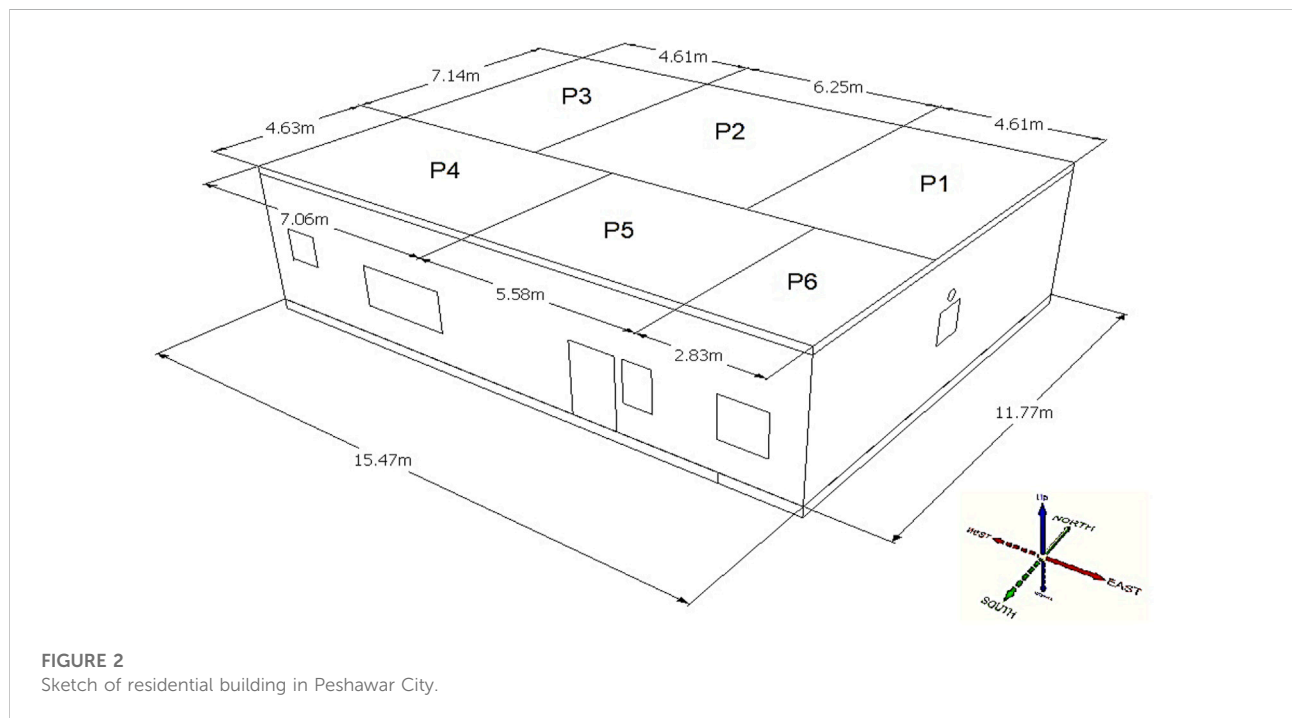 4.61m
7.14m
6.25m
4.61m
4.63m
P3
P2
P1
P4
P5
P6
7.06m
5.58m
2.83m
11.77m
15.47m
Up
NORTH
WEST
EAST
SOUTH
FIGURE 2
Sketch of residential building in Peshawar City.